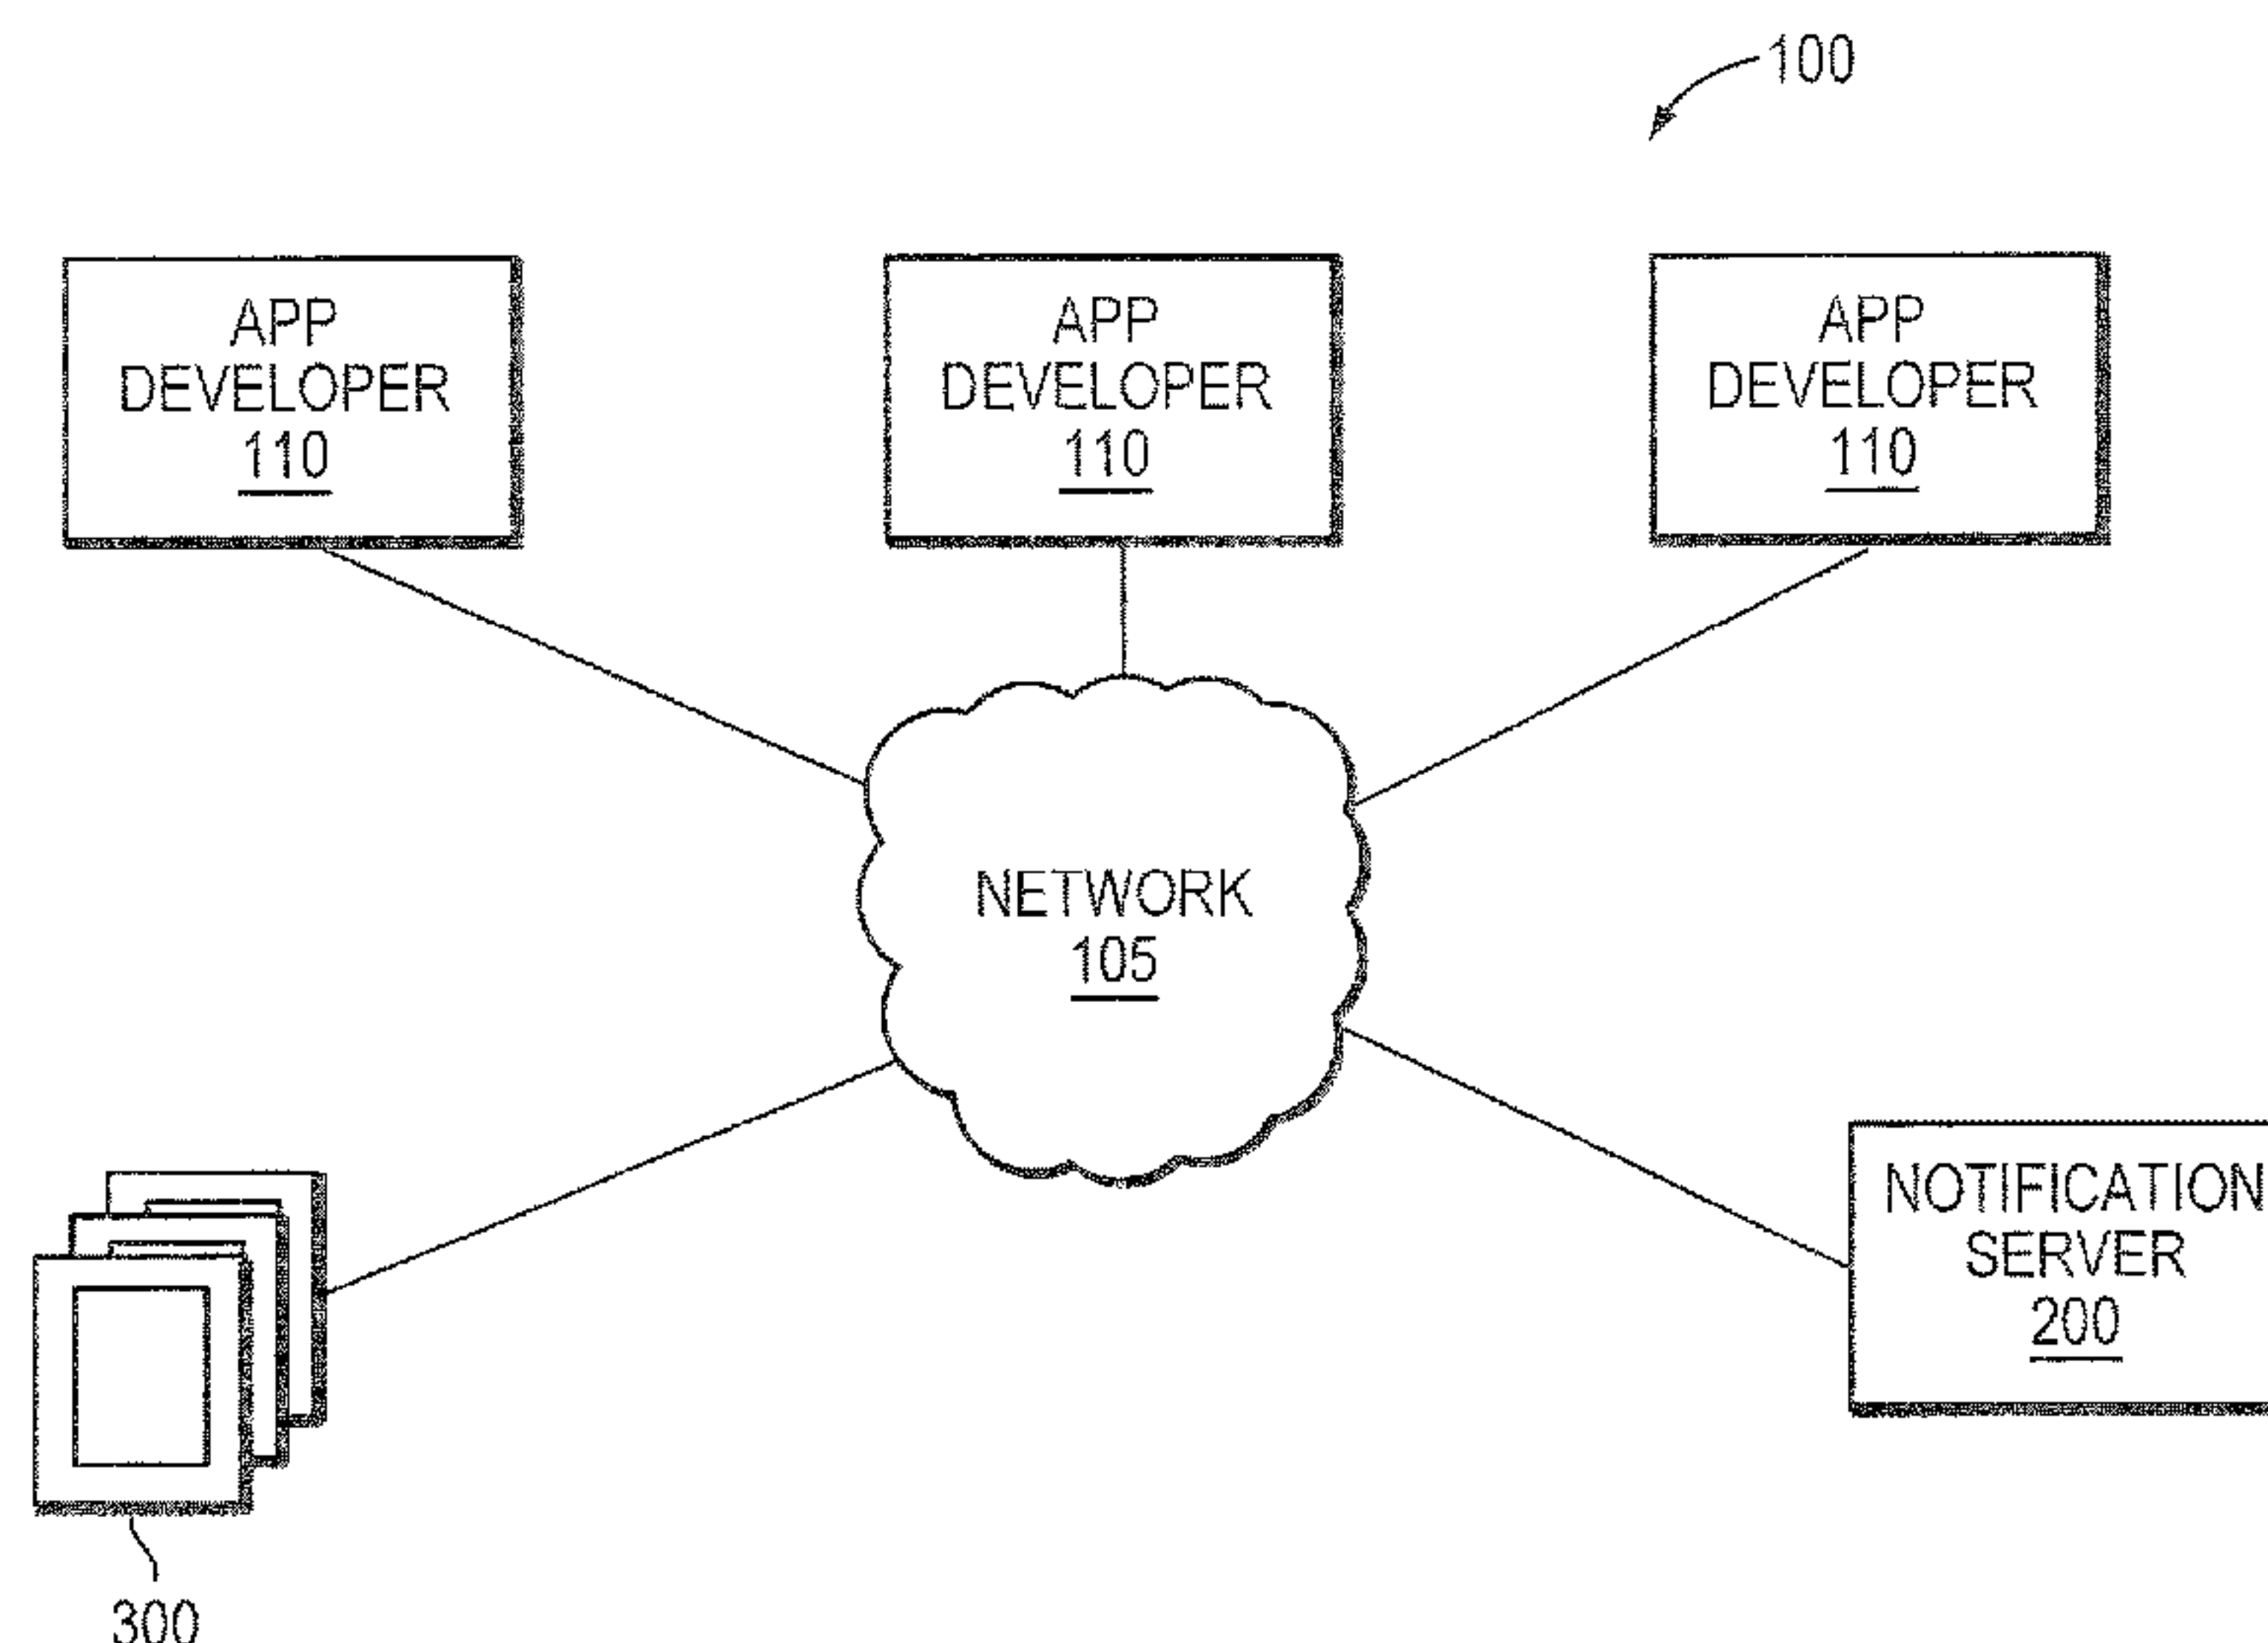 100
APP
DEVELOPER
110
APP
DEVELOPER
110
APP
DEVELOPER
110
NETWORK
105
NOTIFICATION
SERVER
200
300